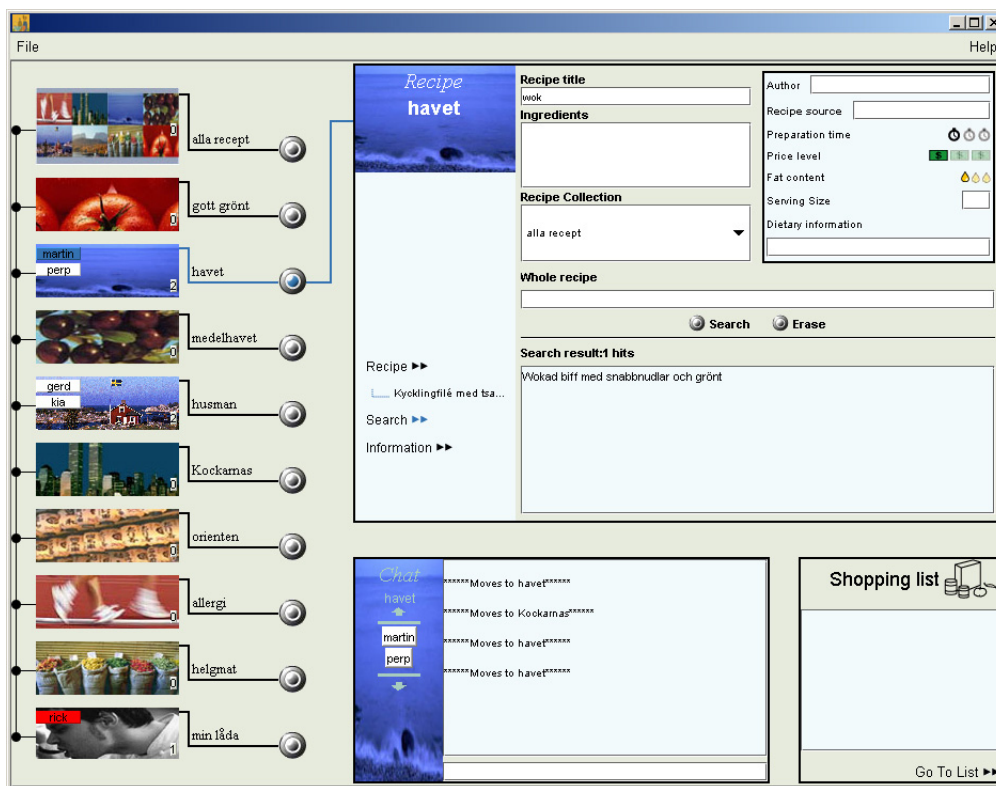 File
Help
0
alla recept
gott grönt
0
martin
perp
havet
2
medelhavet
0
gerd
kia
husman
2
Kockarnas
0
orienten
0
allergi
0
helgmat
0
rick
min låda
1
Recipe
havet
Recipe ►►
Kycklingfilé med tsa...
Search ►►
Information ►►
Recipe title
wok
Ingredients
Recipe Collection
alla recept
Author
Recipe source
Preparation time
Price level
$ $ $
Fat content
Serving Size
Dietary information
Whole recipe
Search Erase
Search result:1 hits
Wokad biff med snabbnudlar och grönt
Chat
havet
martin
perp
******Moves to havet******
******Moves to Kockarnas******
******Moves to havet******
******Moves to havet******
Shopping list
Go To List ►►